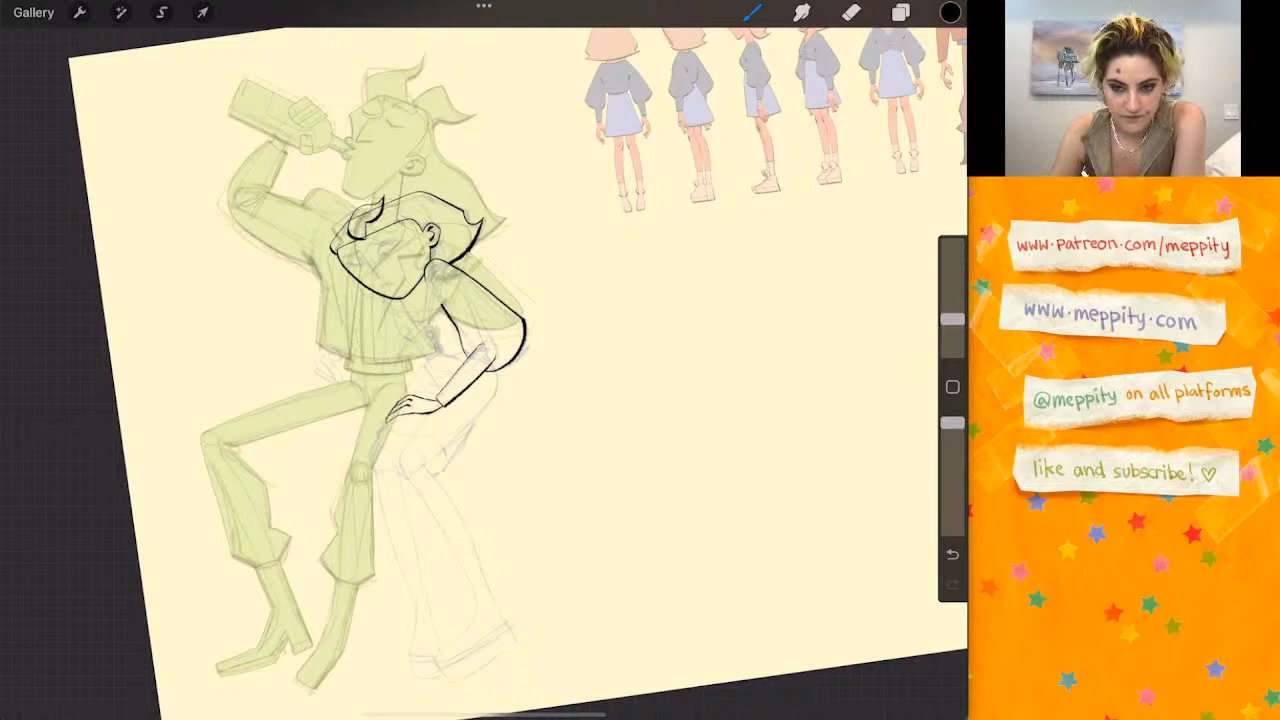 Gallery
www.patreon.com/meppity
www.meppity.com
@meppity on all platforms
like and subscribe! ♡